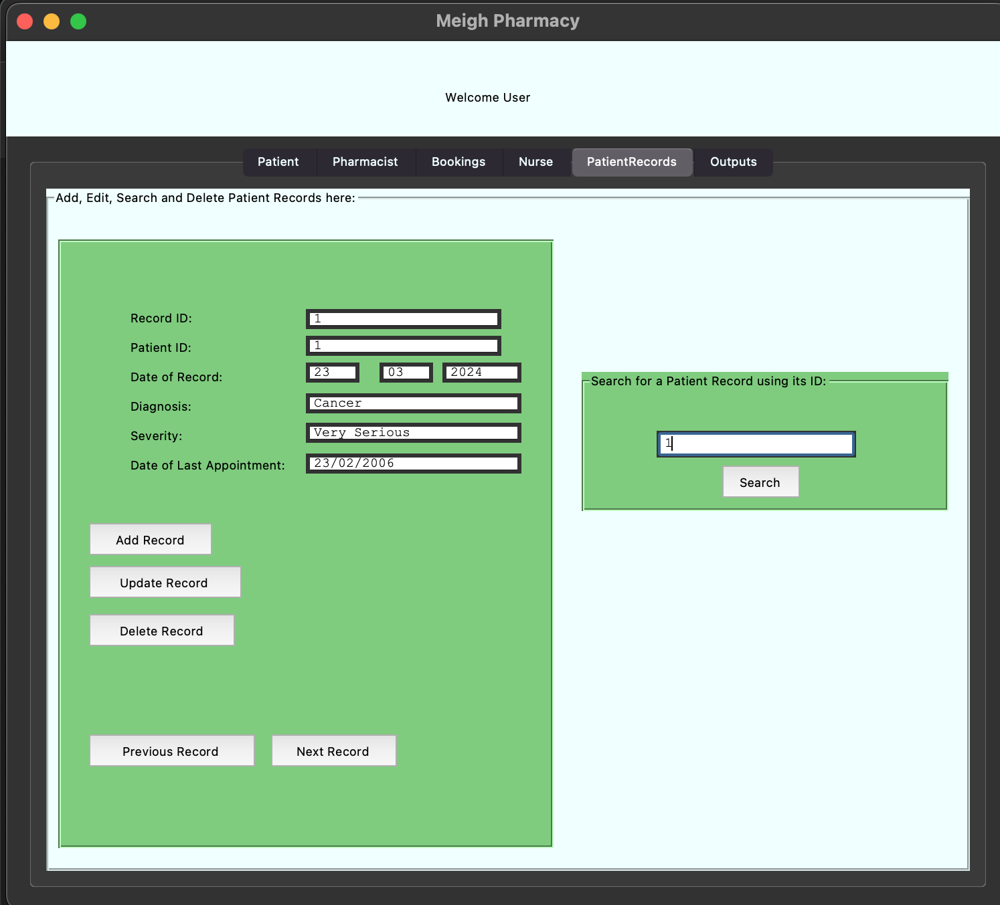 Meigh Pharmacy
Welcome User
Patient Pharmacist Bookings Nurse PatientRecords Outputs
Add, Edit, Search and Delete Patient Records here:
Record ID: 1
Patient ID: 1
Date of Record: 23 03 2024
Diagnosis: Cancer
Severity: Very Serious
Date of Last Appointment: 23/02/2006
Add Record
Update Record
Delete Record
Previous Record Next Record
Search for a Patient Record using its ID:
1
Search